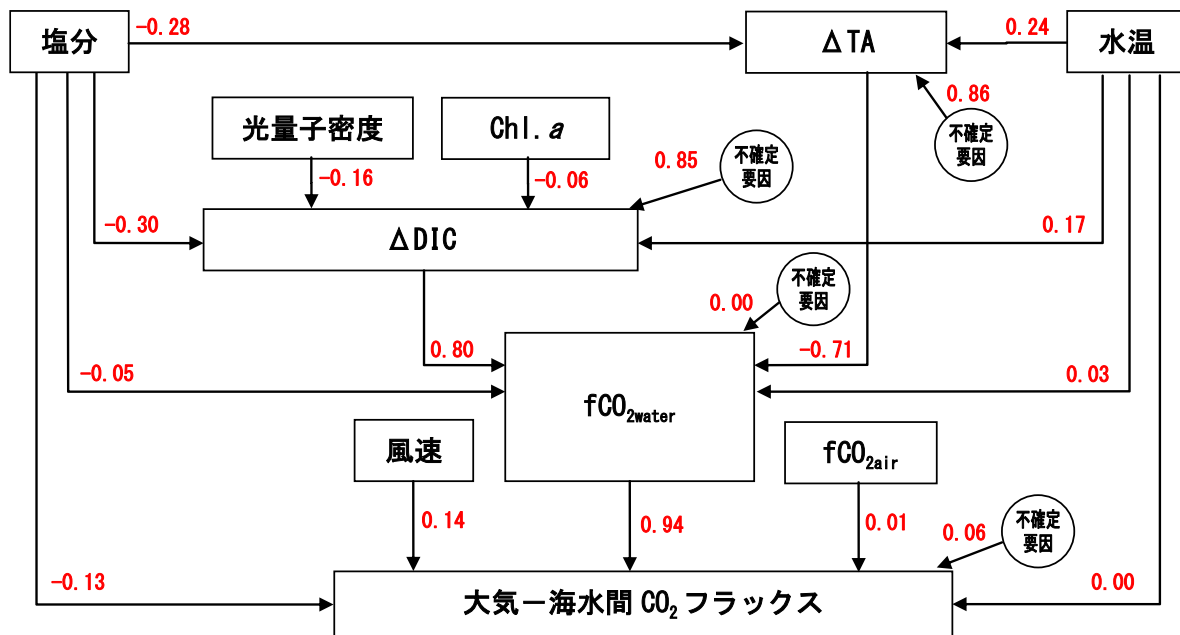 塩分
-0.28
ΔTA
0.24
水温
0.86
不確定
要因
光量子密度
Chl.a
0.85
不確定
要因
-0.16
-0.06
-0.30
ΔDIC
0.17
不確定
要因
0.00
0.80
-0.71
-0.05
fCO2water
0.03
風速
fCO2air
0.14
0.94
0.01
0.06
不確定
要因
-0.13
大気-海水間CO2フラックス
0.00